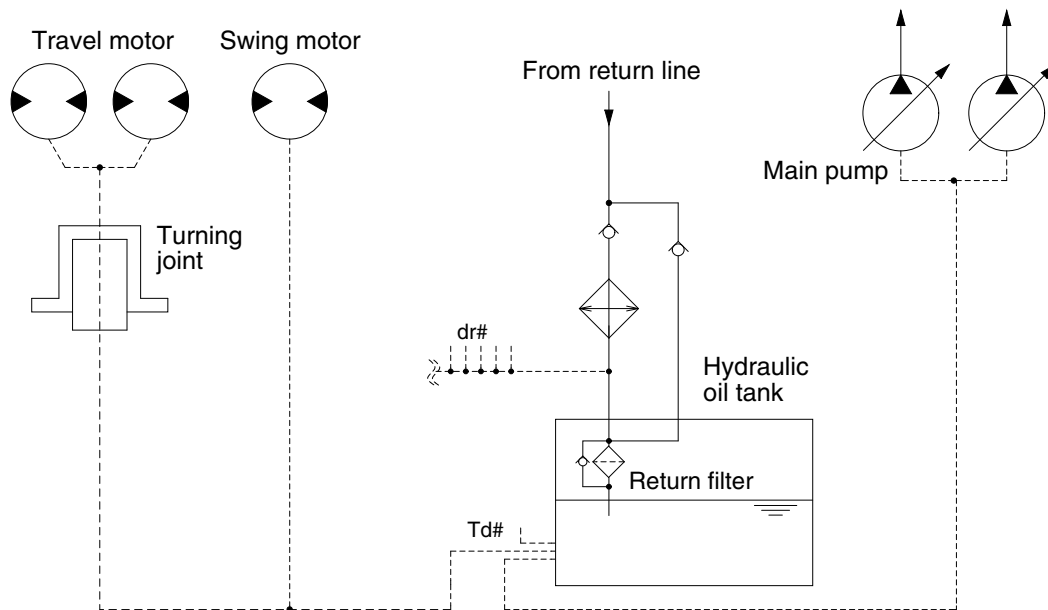 Travel motor
Swing motor
From return line
Main pump
Turning
joint
dr#
Hydraulic
oil tank
Return filter
Td#